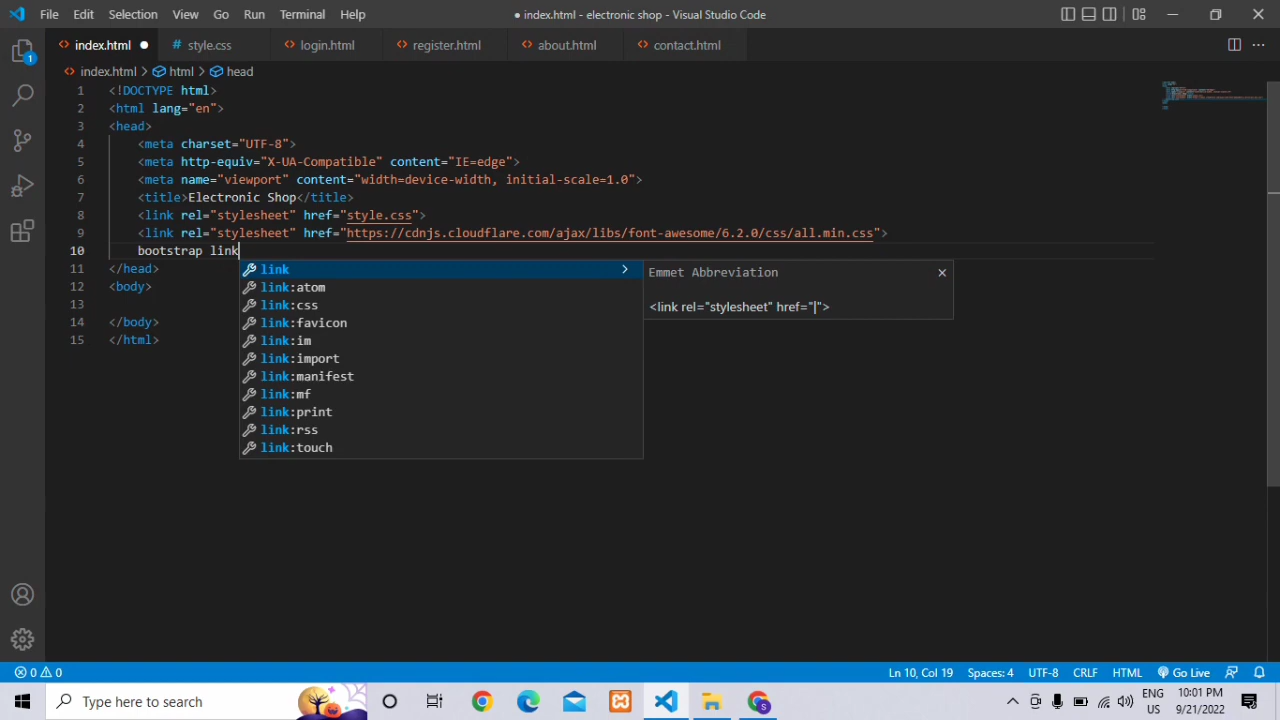 File Edit Selection View Go Run Terminal Help ● index.html - electronic shop - Visual Studio Code
index.html style.css login.html register.html about.html contact.html
index.html > html > head
1 <!DOCTYPE html>
2 <html lang="en">
3 <head>
4 <meta charset="UTF-8">
5 <meta http-equiv="X-UA-Compatible" content="IE=edge">
6 <meta name="viewport" content="width=device-width, initial-scale=1.0">
7 <title>Electronic Shop</title>
8 <link rel="stylesheet" href="style.css">
9 <link rel="stylesheet" href="https://cdnjs.cloudflare.com/ajax/libs/font-awesome/6.2.0/css/all.min.css">
10 bootstrap link
11 </head>
12 <body>
13
14 </body>
15 </html>
link
link:atom
link:css
link:favicon
link:im
link:import
link:manifest
link:mf
link:print
link:rss
link:touch
Emmet Abbreviation
<link rel="stylesheet" href="|">
1
0 0 Ln 10, Col 19 Spaces: 4 UTF-8 CRLF HTML Go Live
Type here to search
ENG
US
10:01 PM
9/21/2022